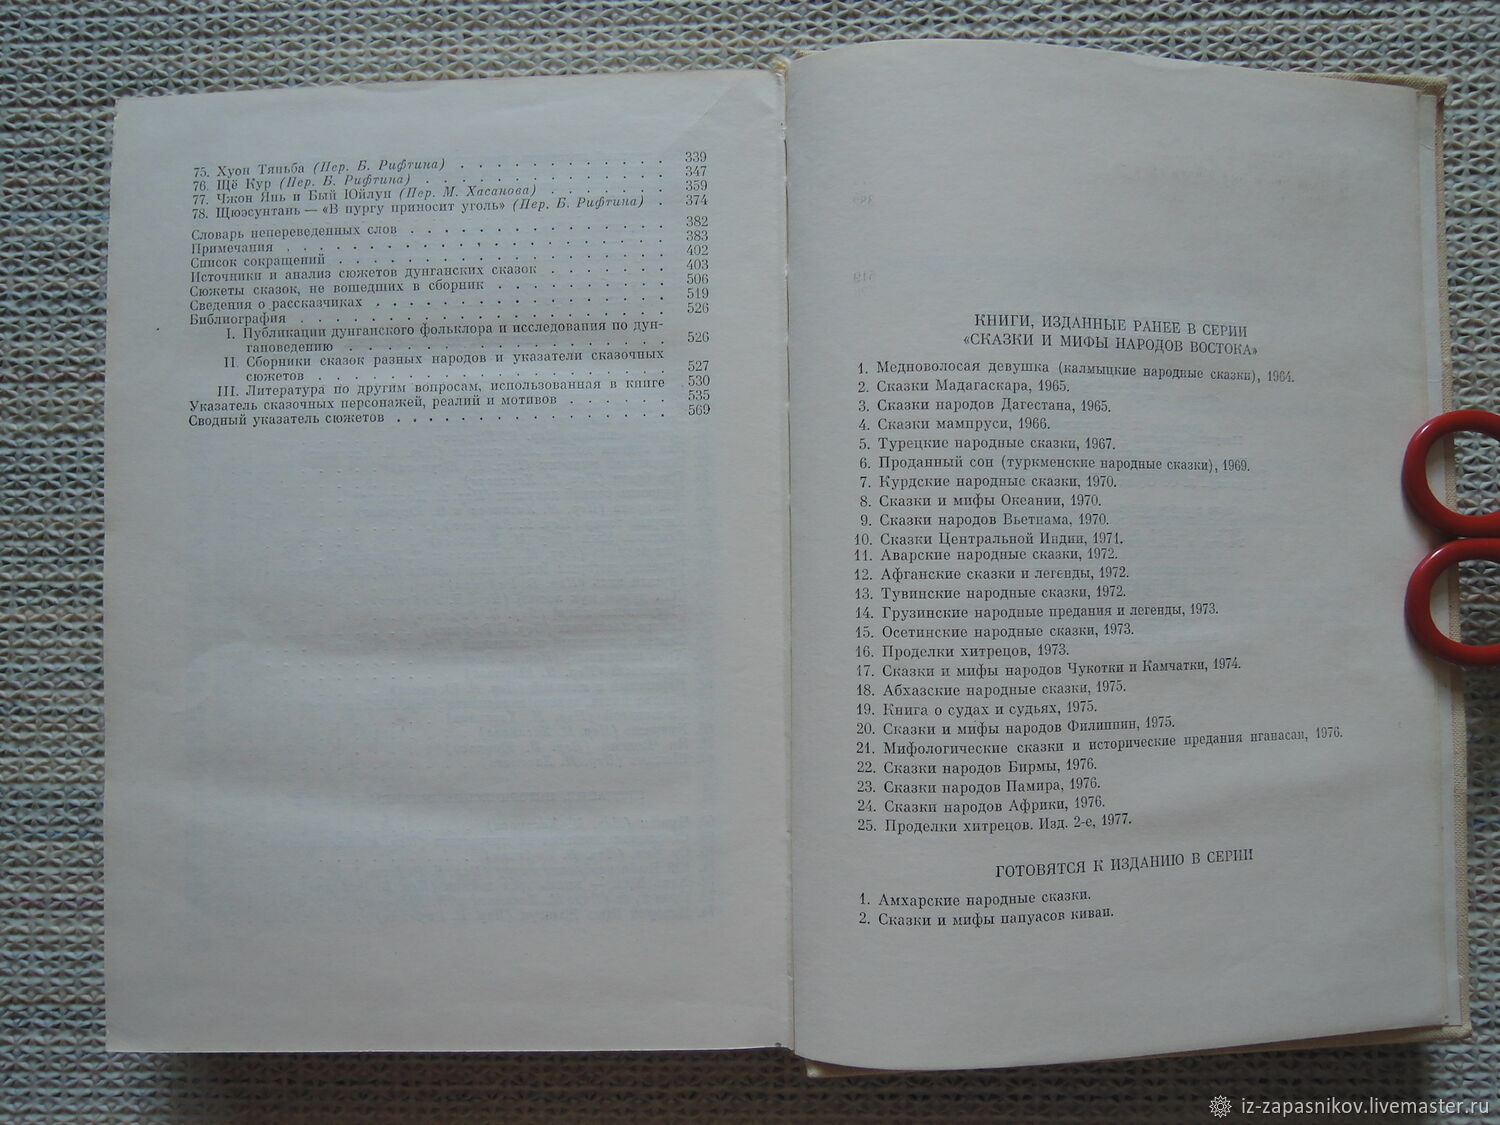 75. Хуон Тяньба (Пер. Б. Рифтина) . . . . . . . . . . . . 339
76. Щё Кур (Пер. Б. Рифтина) . . . . . . . . . . . . . 347
77. Чжон Янь и Бый Юйлун (Пер. М. Хасанова) . . . . . . . 359
78. Щюэсунтань — «В пургу приносит уголь» (Пер. Б. Рифтина) . 374
Словарь непереведенных слов . . . . . . . . . . . . . 382
Примечания . . . . . . . . . . . . . . . . . . . 383
Список сокращений . . . . . . . . . . . . . . . . 402
Источники и анализ сюжетов дунганских сказок . . . . . . 403
Сюжеты сказок, не вошедших в сборник . . . . . . . . . 506
Сведения о рассказчиках . . . . . . . . . . . . . . 519
Библиография . . . . . . . . . . . . . . . . . . 526
I. Публикации дунганского фольклора и исследования по дун-
гановедению . . . . . . . . . . . . . . . . 526
II. Сборники сказок разных народов и указатели сказочных
сюжетов . . . . . . . . . . . . . . . . . 527
III. Литература по другим вопросам, использованная в книге 530
Указатель сказочных персонажей, реалий и мотивов . . . . . 535
Сводный указатель сюжетов . . . . . . . . . . . . . 569
КНИГИ, ИЗДАННЫЕ РАНЕЕ В СЕРИИ
«СКАЗКИ И МИФЫ НАРОДОВ ВОСТОКА»
1. Медноволосая девушка (калмыцкие народные сказки), 1964.
2. Сказки Мадагаскара, 1965.
3. Сказки народов Дагестана, 1965.
4. Сказки мампруси, 1966.
5. Турецкие народные сказки, 1967.
6. Проданный сон (туркменские народные сказки), 1969.
7. Курдские народные сказки, 1970.
8. Сказки и мифы Океании, 1970.
9. Сказки народов Вьетнама, 1970.
10. Сказки Центральной Индии, 1971.
11. Аварские народные сказки, 1972.
12. Афганские сказки и легенды, 1972.
13. Тувинские народные сказки, 1972.
14. Грузинские народные предания и легенды, 1973.
15. Осетинские народные сказки, 1973.
16. Проделки хитрецов, 1973.
17. Сказки и мифы народов Чукотки и Камчатки, 1974.
18. Абхазские народные сказки, 1975.
19. Книга о судах и судьях, 1975.
20. Сказки и мифы народов Филиппин, 1975.
21. Мифологические сказки и исторические предания нганасан, 1976.
22. Сказки народов Бирмы, 1976.
23. Сказки народов Памира, 1976.
24. Сказки народов Африки, 1976.
25. Проделки хитрецов. Изд. 2-е, 1977.
ГОТОВЯТСЯ К ИЗДАНИЮ В СЕРИИ
1. Амхарские народные сказки.
2. Сказки и мифы папуасов киваи.
iz-zapasnikov.livemaster.ru